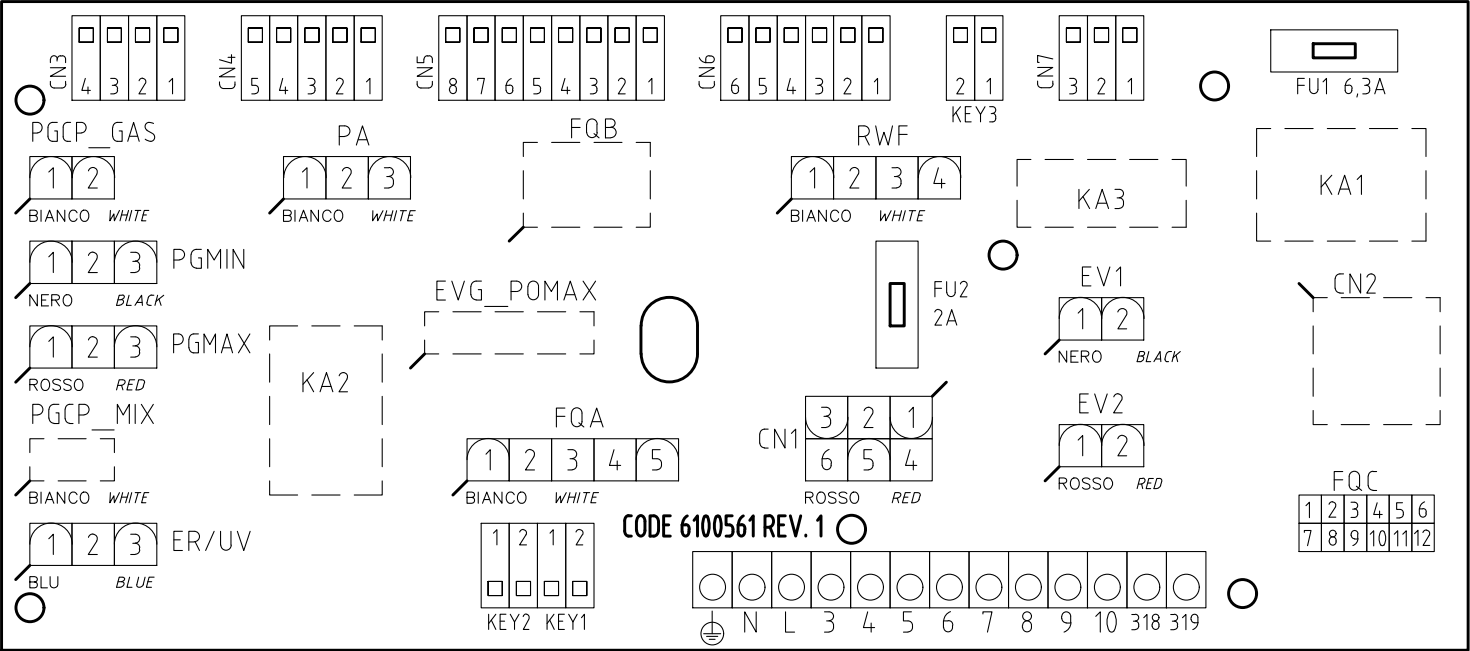 CN3
4 3 2 1
CN4
5 4 3 2 1
CN5
8 7 6 5 4 3 2 1
CN6
6 5 4 3 2 1
2 1
KEY3
CN7
3 2 1
FU1 6,3A
PGCP_GAS
1 2
BIANCO WHITE
PA
1 2 3
BIANCO WHITE
FQB
RWF
1 2 3 4
BIANCO WHITE
KA3
KA1
1 2 3 PGMIN
NERO BLACK
EVG_POMAX
FU2
2A
EV1
1 2
NERO BLACK
CN2
1 2 3 PGMAX
ROSSO RED
KA2
PGCP_MIX
BIANCO WHITE
FQA
1 2 3 4 5
BIANCO WHITE
CN1
3 2 1
6 5 4
ROSSO RED
EV2
1 2
ROSSO RED
FQC
1 2 3 4 5 6
7 8 9 10 11 12
1 2 3 ER/UV
BLU BLUE
1 2 1 2
KEY2 KEY1
CODE 6100561 REV. 1
N L 3 4 5 6 7 8 9 10 318 319